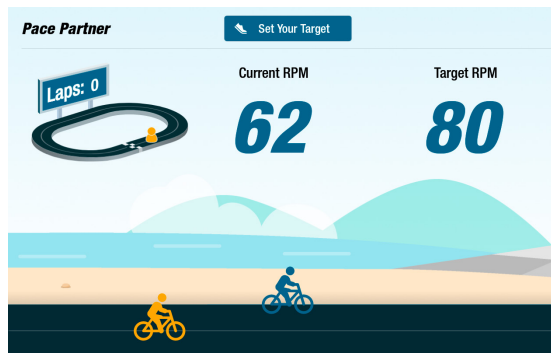 Pace Partner
Set Your Target
Laps: 0
Current RPM
Target RPM
62
80